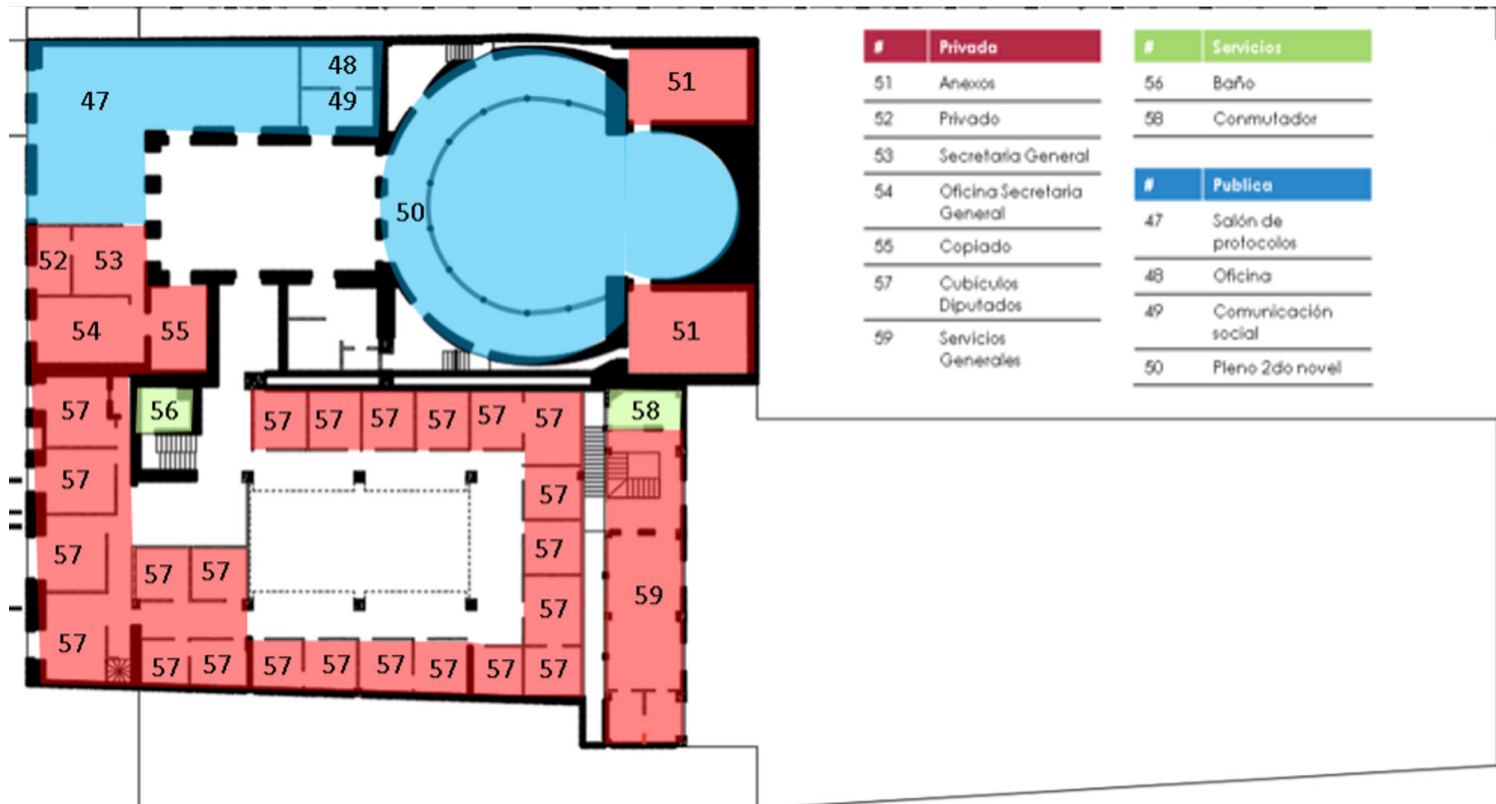 48
47
49
51
50
52 53
54 55
51
57 56 57 57 57 57 57 57 58
57 57
57 57
57 57
57 59
57 57
57 57 57 57 57 57 57 57
# Privada
51 Anexos
52 Privado
53 Secretaria General
54 Oficina Secretaria
General
55 Copiado
57 Cubículos
Diputados
59 Servicios
Generales
# Servicios
56 Baño
58 Conmutador
# Publica
47 Salón de
protocolos
48 Oficina
49 Comunicación
social
50 Pleno 2do novel